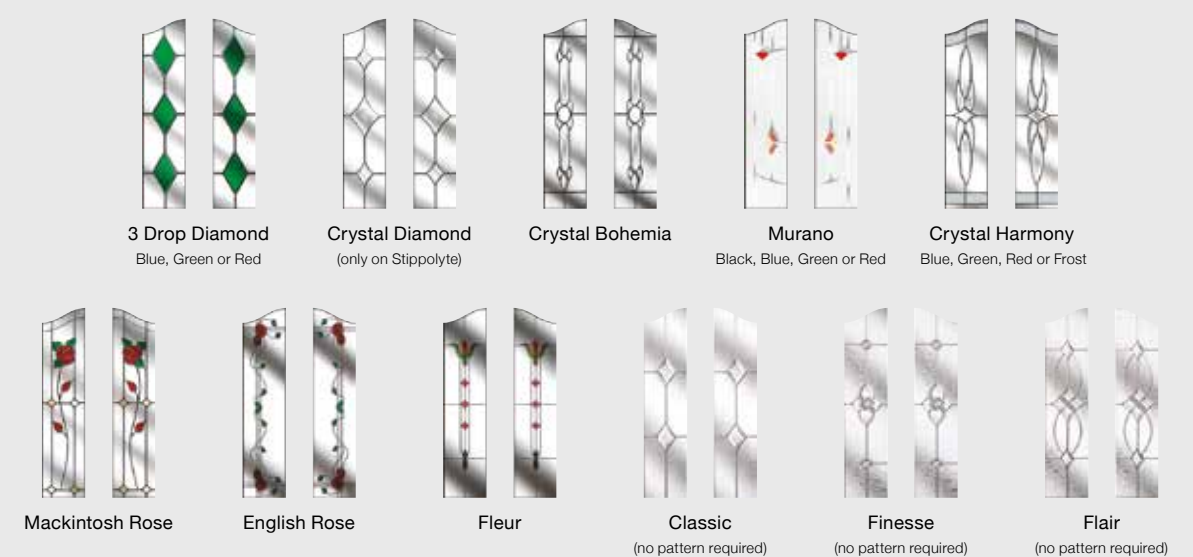 3 Drop Diamond
Blue, Green or Red
Crystal Diamond
(only on Stippolyte)
Crystal Bohemia
Murano
Black, Blue, Green or Red
Crystal Harmony
Blue, Green, Red or Frost
Mackintosh Rose
English Rose
Fleur
Classic
(no pattern required)
Finesse
(no pattern required)
Flair
(no pattern required)